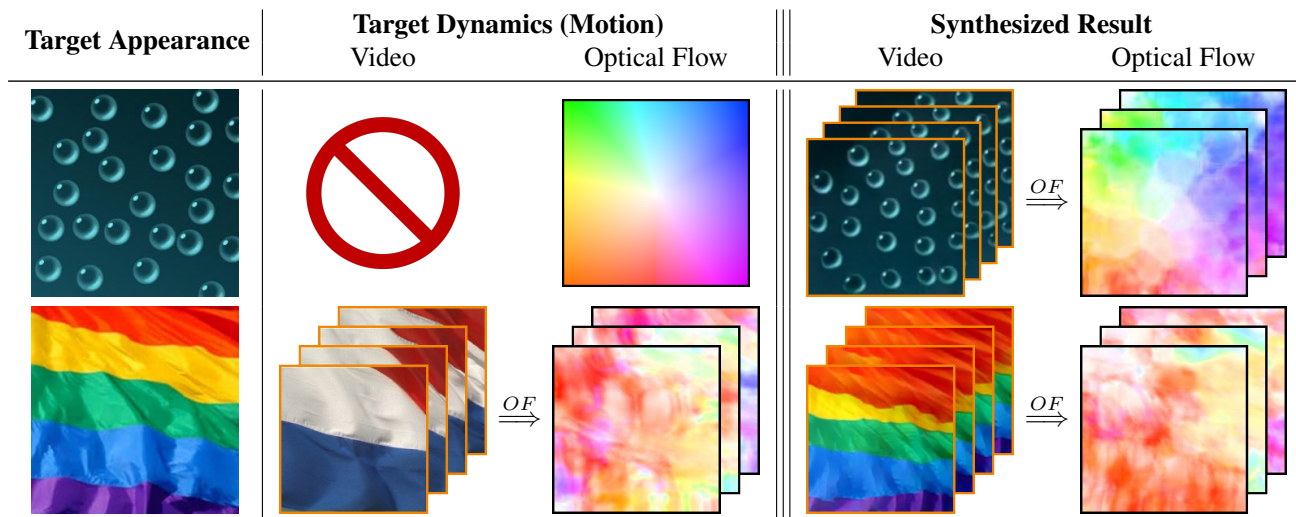 Target Appearance
Target Dynamics (Motion)
Video
Optical Flow
Synthesized Result
Video
Optical Flow
OF
OF
OF